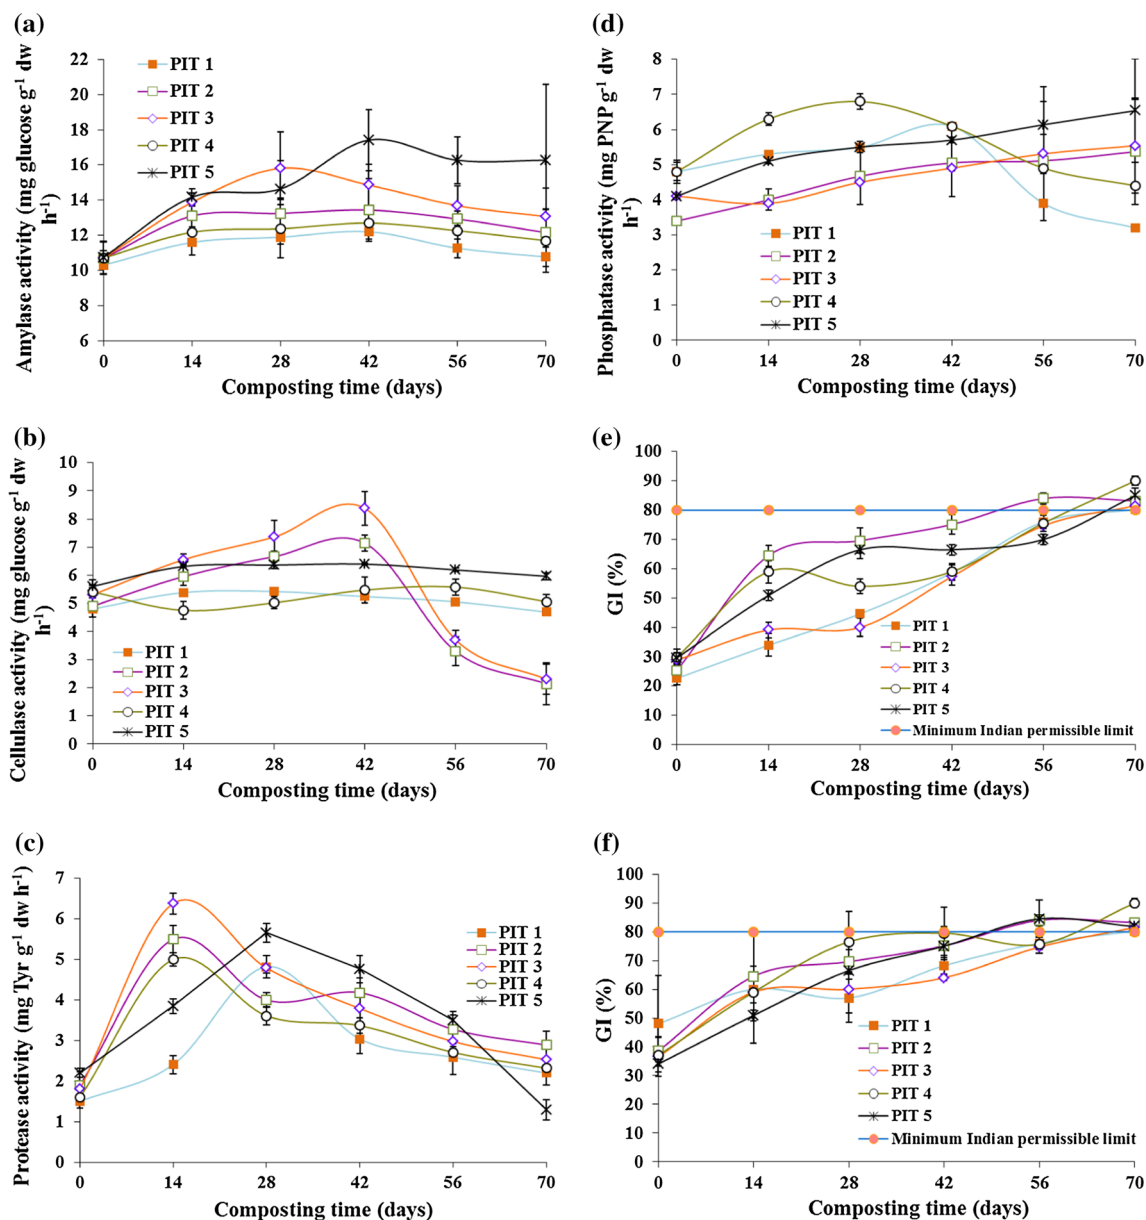 (a)
Amylase activity (mg glucose g-1 dw
h-1)
22
20
18
16
14
12
10
8
6
PIT 1
PIT 2
PIT 3
PIT 4
PIT 5
0 14 28 42 56 70
Composting time (days)
(d)
Phosphatase activity (mg PNP g-1 dw
h-1)
8
7
6
5
4
3
2
1
0
PIT 1
PIT 2
PIT 3
PIT 4
PIT 5
0 14 28 42 56 70
Composting time (days)
(b)
Cellulase activity (mg glucose g-1 dw
h-1)
10
9
8
7
6
5
4
3
2
1
0
PIT 1
PIT 2
PIT 3
PIT 4
PIT 5
0 14 28 42 56 70
Composting time (days)
(e)
GI (%)
100
90
80
70
60
50
40
30
20
10
0
PIT 1
PIT 2
PIT 3
PIT 4
PIT 5
Minimum Indian permissible limit
0 14 28 42 56 70
Composting time (days)
(c)
Protease activity (mg Tyr g-1 dw h-1)
7
6
5
4
3
2
1
0
PIT 1
PIT 2
PIT 3
PIT 4
PIT 5
0 14 28 42 56 70
Composting time (days)
(f)
GI (%)
100
90
80
70
60
50
40
30
20
10
0
PIT 1
PIT 2
PIT 3
PIT 4
PIT 5
Minimum Indian permissible limit
0 14 28 42 56 70
Composting time (days)